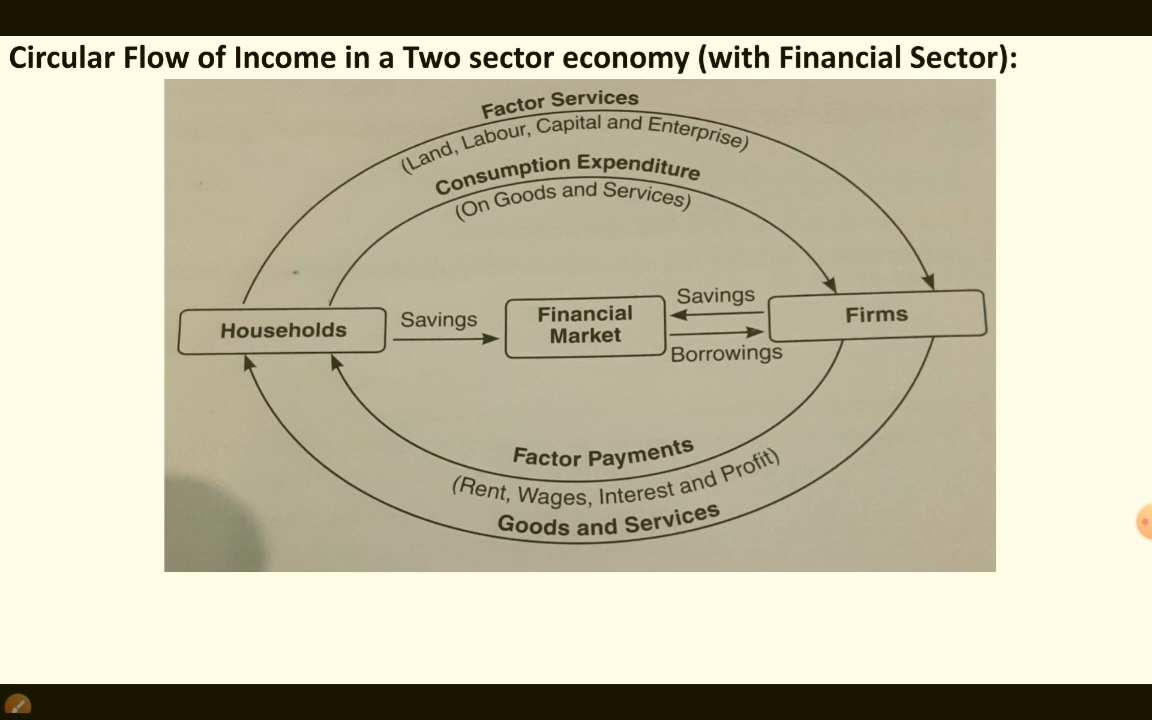 Circular Flow of Income in a Two sector economy (with Financial Sector):
Factor Services
(Land, Labour, Capital and Enterprise)
Consumption Expenditure
(On Goods and Services)
Households
Savings
Financial
Market
Savings
Borrowings
Firms
Factor Payments
(Rent, Wages, Interest and Profit)
Goods and Services